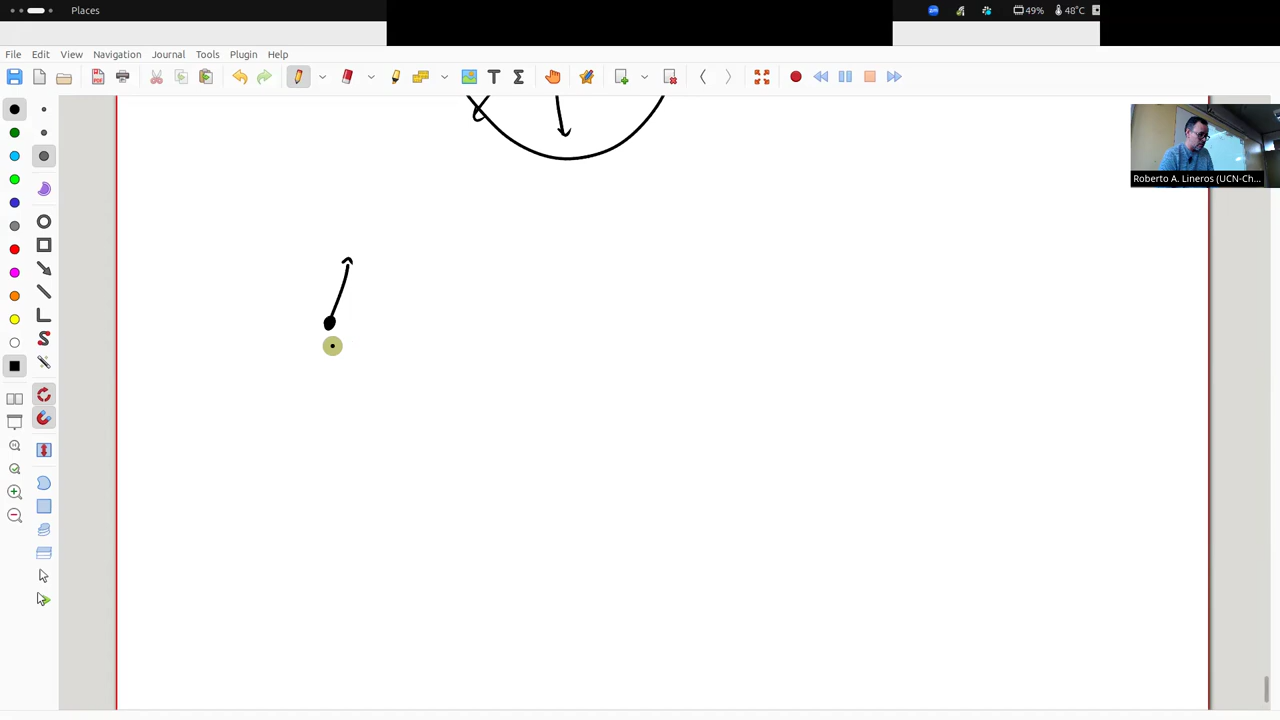 Places
49%
48°C
File Edit View Navigation Journal Tools Plugin Help
Roberto A. Lineros (UCN-Ch...